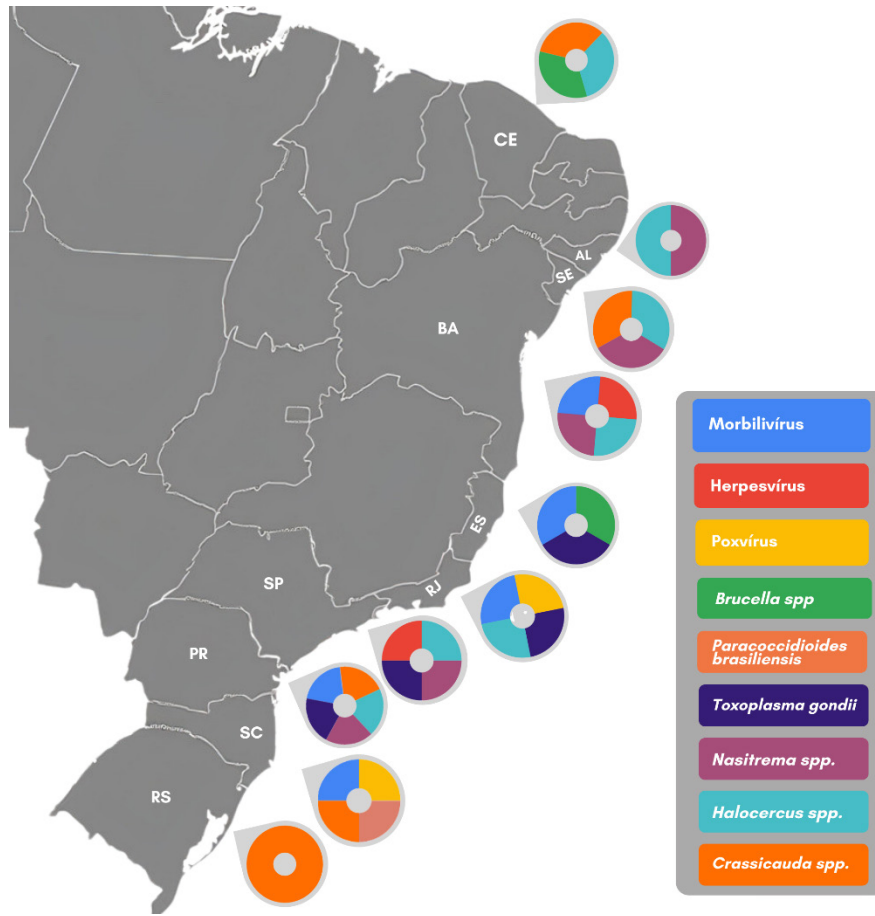 CE
AL
SE
BA
ES
SP
RJ
PR
SC
RS
Morbilivírus
Herpesvírus
Poxvírus
Brucella spp
Paracoccidioides
brasiliensis
Toxoplasma gondii
Nasitrema spp.
Halocercus spp.
Crassicauda spp.